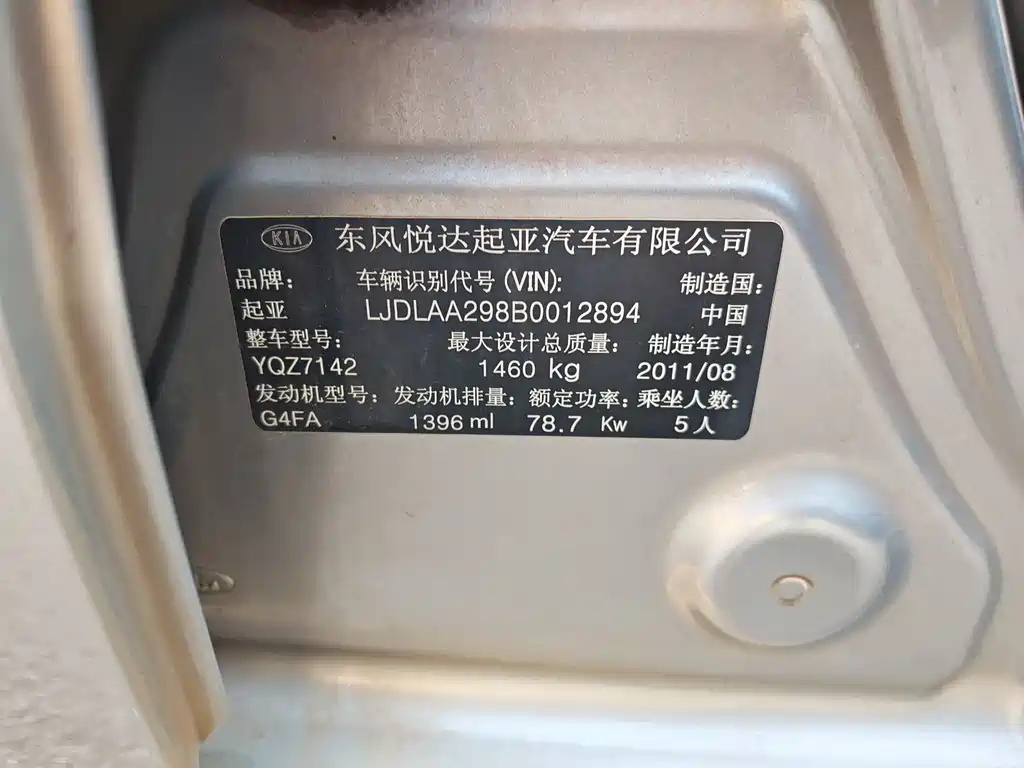 KIA 东风悦达起亚汽车有限公司
品牌: 车辆识别代号(VIN): 制造国:
起亚 LJDLAA298B0012894 中国
整车型号: 最大设计总质量: 制造年月:
YQZ7142 1460 kg 2011/08
发动机型号: 发动机排量: 额定功率: 乘坐人数:
G4FA 1396 ml 78.7 Kw 5人